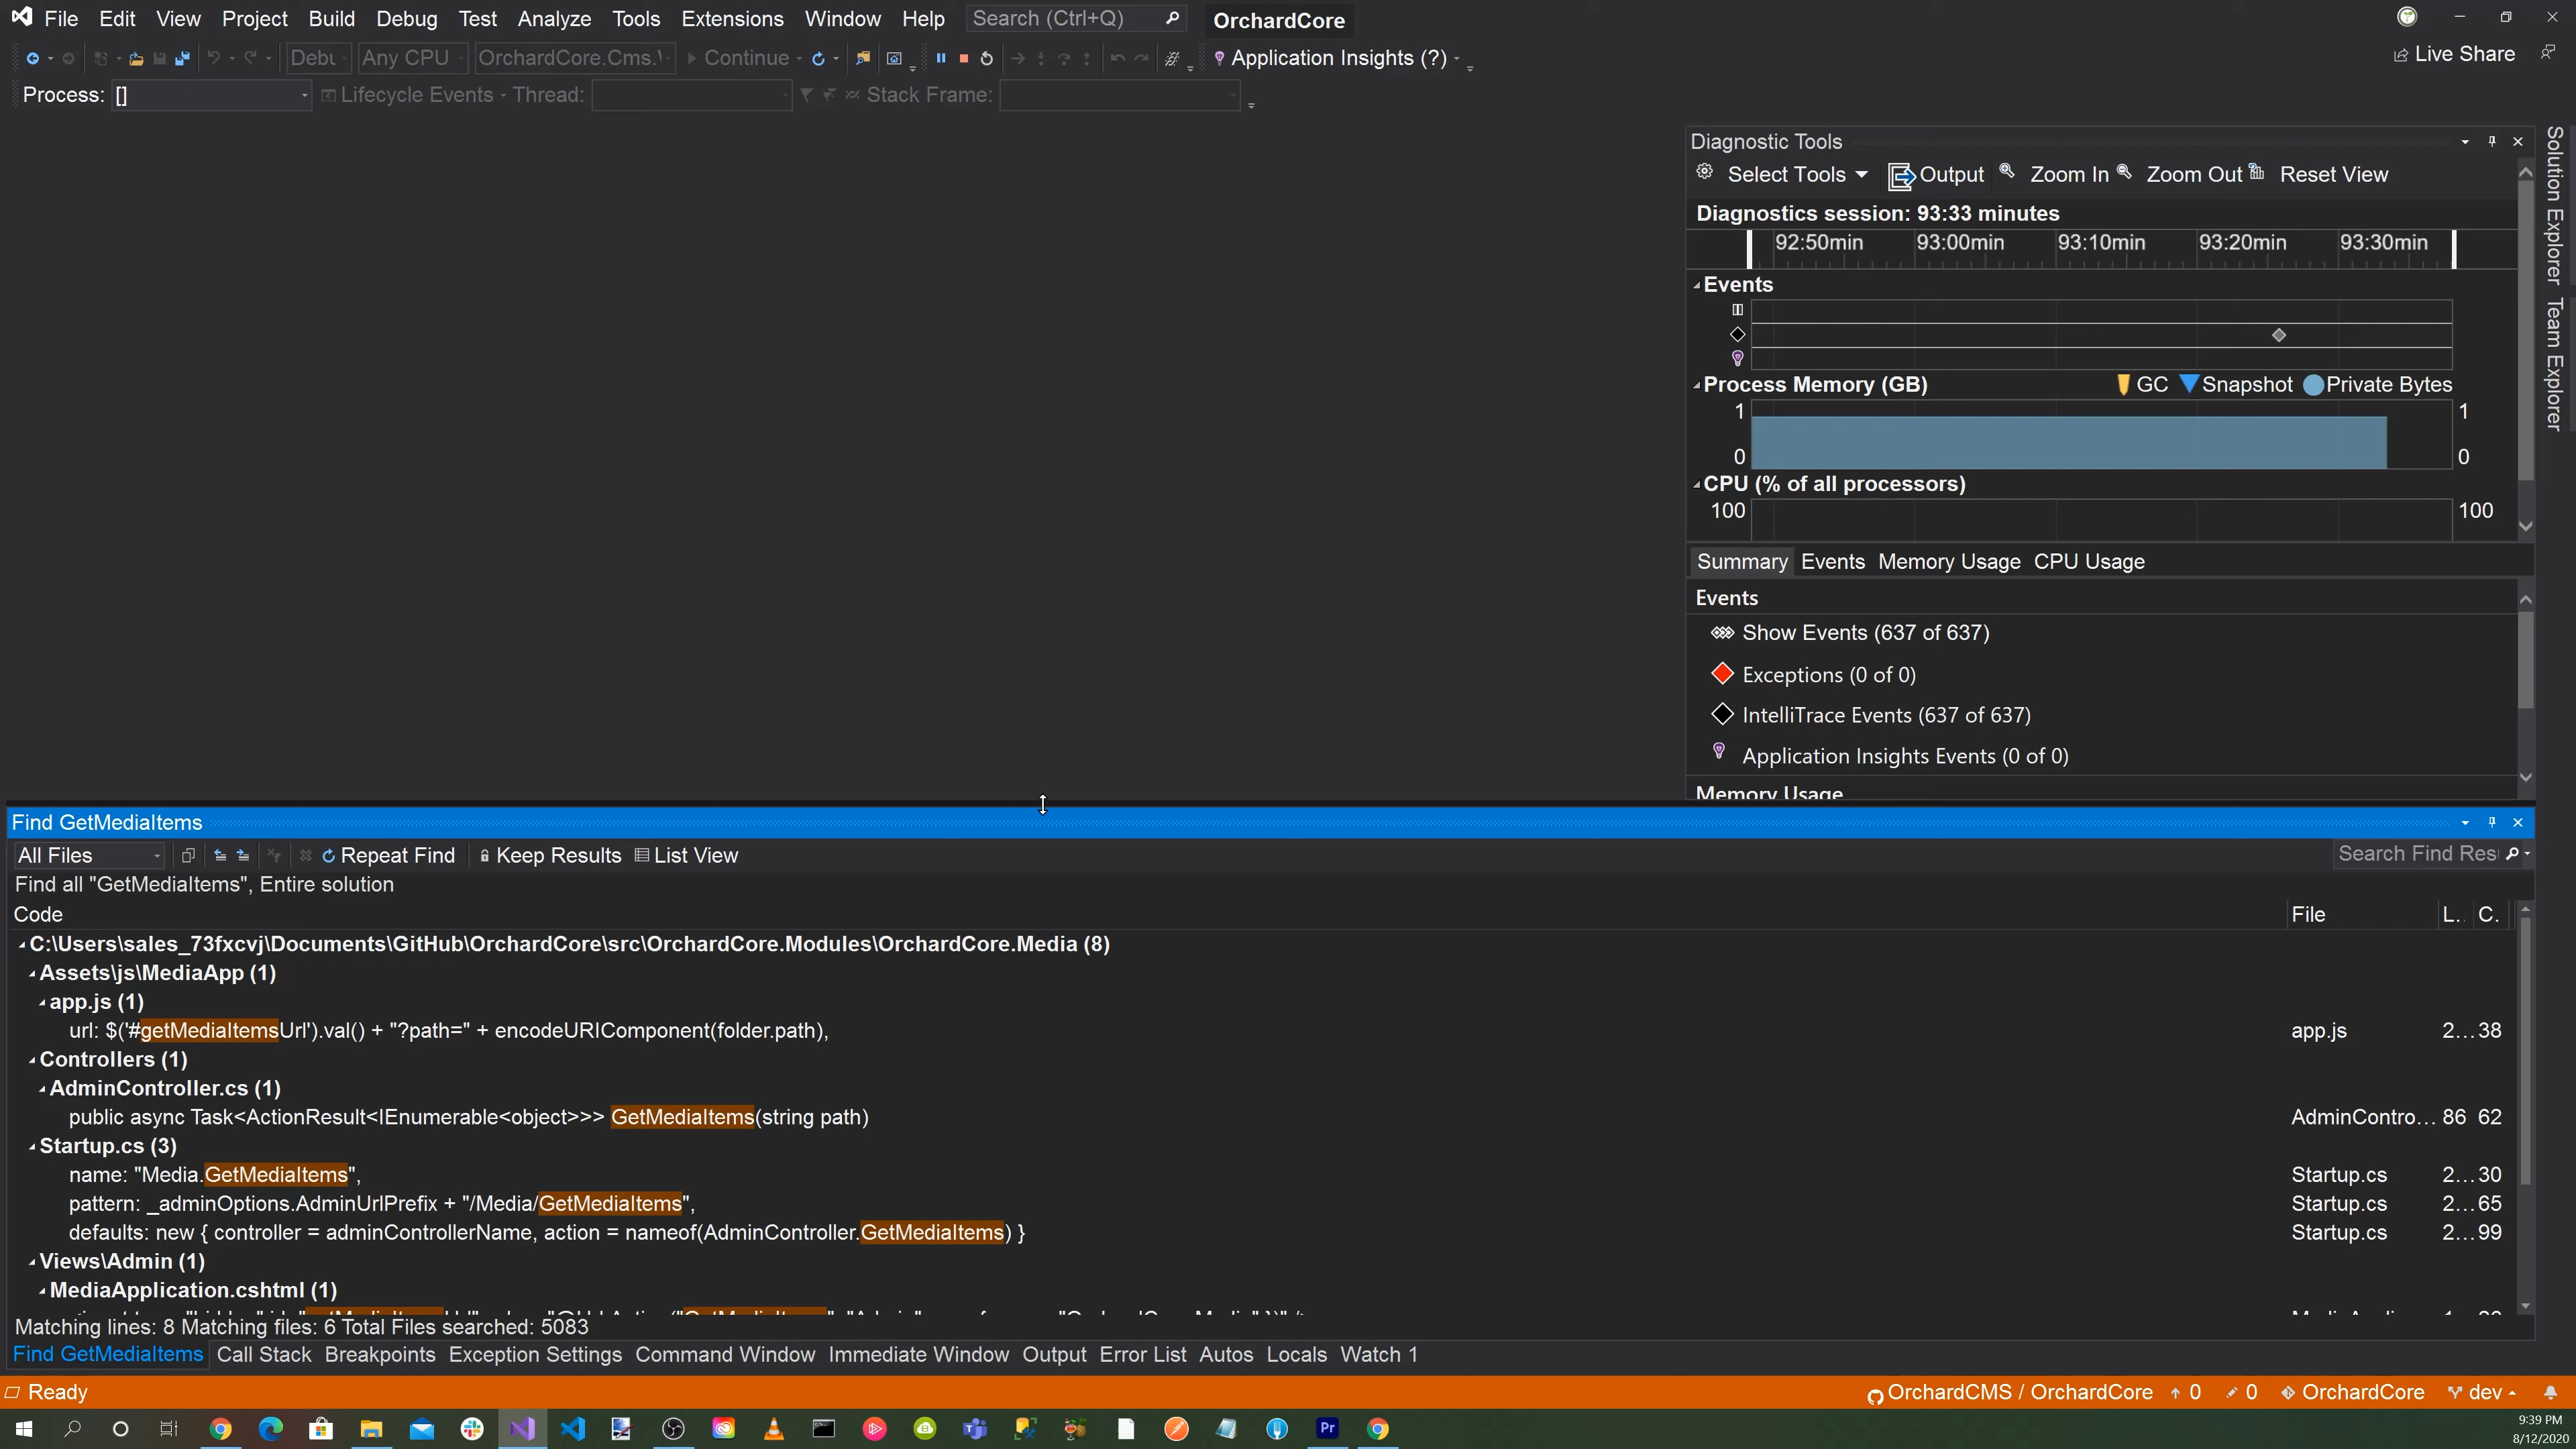 File Edit View Project Build Debug Test Analyze Tools Extensions Window Help Search (Ctrl+Q) OrchardCore
Any CPU OrchardCore.Cms. Continue Application Insights (?) Live Share
Process: [] Lifecycle Events Thread: Stack Frame:
Diagnostic Tools
Select Tools Output Zoom In Zoom Out Reset View
Diagnostics session: 93:33 minutes
92:50min 93:00min 93:10min 93:20min 93:30min
Events
Process Memory (GB) GC Snapshot Private Bytes
1 1
0 0
CPU (% of all processors)
100 100
Summary Events Memory Usage CPU Usage
Events
Show Events (637 of 637)
Exceptions (0 of 0)
IntelliTrace Events (637 of 637)
Application Insights Events (0 of 0)
Memory Usage
Solution Explorer
Team Explorer
Find GetMediaItems
All Files Repeat Find Keep Results List View Search Find Res
Find all "GetMediaItems", Entire solution
Code File L.. C.
C:\Users\sales_73fxcvj\Documents\GitHub\OrchardCore\src\OrchardCore.Modules\OrchardCore.Media (8)
Assets\js\MediaApp (1)
app.js (1)
url: $('#getMediaItemsUrl').val() + "?path=" + encodeURIComponent(folder.path), app.js 2... 38
Controllers (1)
AdminController.cs (1)
public async Task<ActionResult<IEnumerable<object>>> GetMediaItems(string path) AdminContro... 86 62
Startup.cs (3)
name: "Media.GetMediaItems", Startup.cs 2... 30
pattern: _adminOptions.AdminUrlPrefix + "/Media/GetMediaItems", Startup.cs 2... 65
defaults: new { controller = adminControllerName, action = nameof(AdminController.GetMediaItems) } Startup.cs 2... 99
Views\Admin (1)
MediaApplication.cshtml (1)
Matching lines: 8 Matching files: 6 Total Files searched: 5083
Find GetMediaItems Call Stack Breakpoints Exception Settings Command Window Immediate Window Output Error List Autos Locals Watch 1
Ready OrchardCMS / OrchardCore 0 0 OrchardCore dev
9:39 PM
8/12/2020